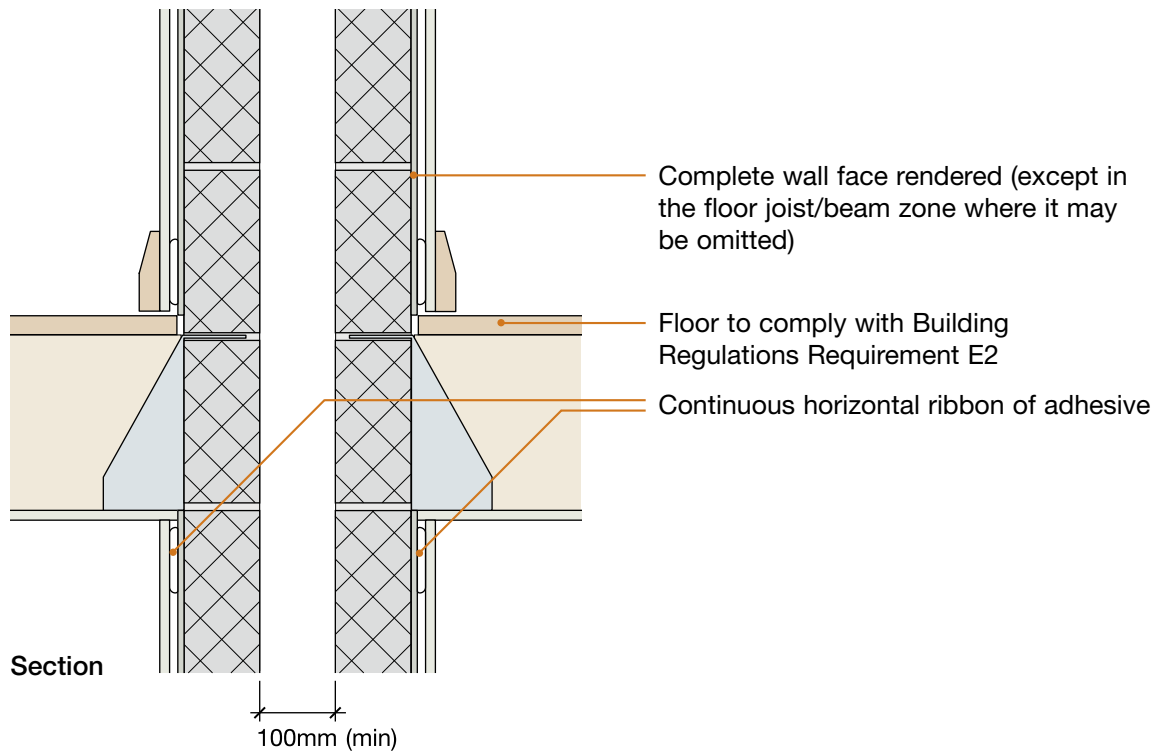 Complete wall face rendered (except in
the floor joist/beam zone where it may
be omitted)
Floor to comply with Building
Regulations Requirement E2
Continuous horizontal ribbon of adhesive
Section
100mm (min)